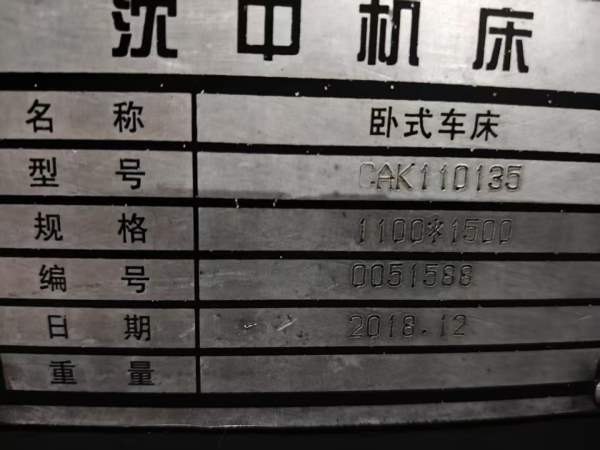 沈中机床
名称 卧式车床
型号 CAK110135
规格 1100*1500
编号 0051588
日期 2018.12
重量